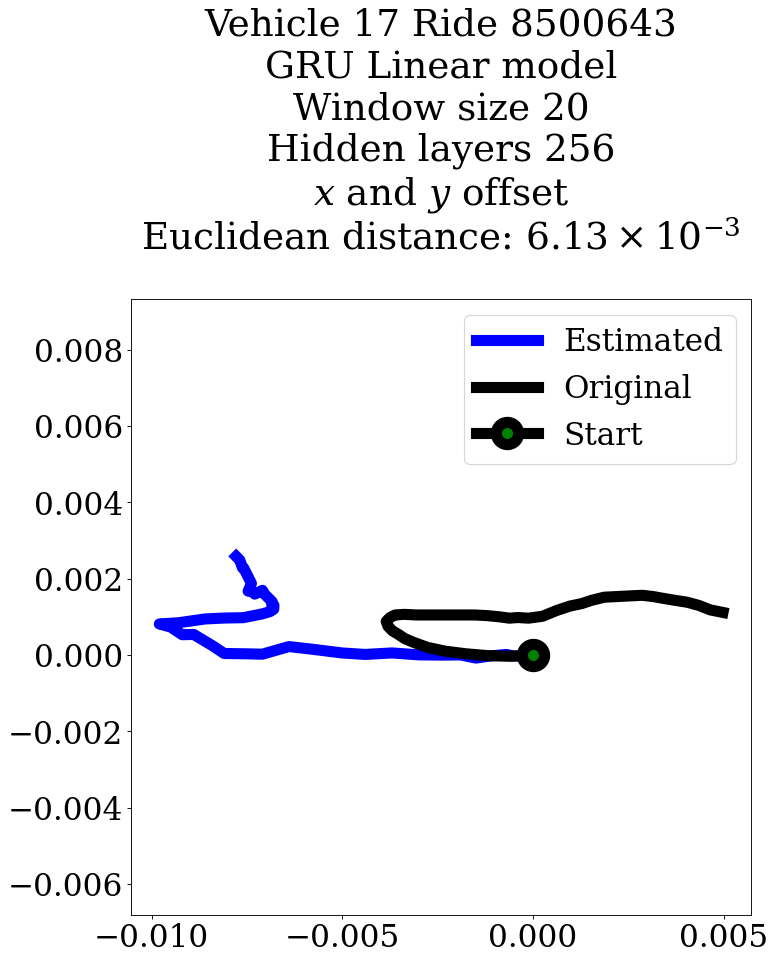 Vehicle 17 Ride 8500643
GRU Linear model
Window size 20
Hidden layers 256
x and y offset
Euclidean distance: 6.13 × 10⁻³
Estimated
Original
Start
0.008
0.006
0.004
0.002
0.000
−0.002
−0.004
−0.006
−0.010
−0.005
0.000
0.005